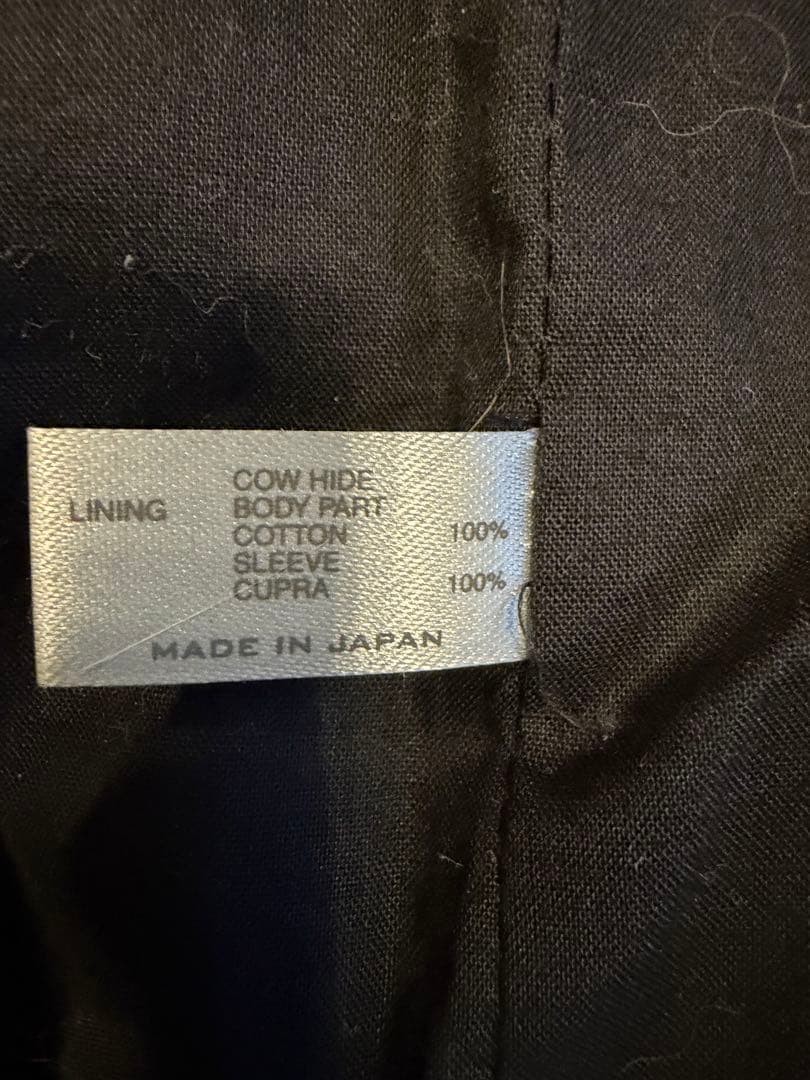 COW HIDE
LINING BODY PART
COTTON 100%
SLEEVE
CUPRA 100%
MADE IN JAPAN